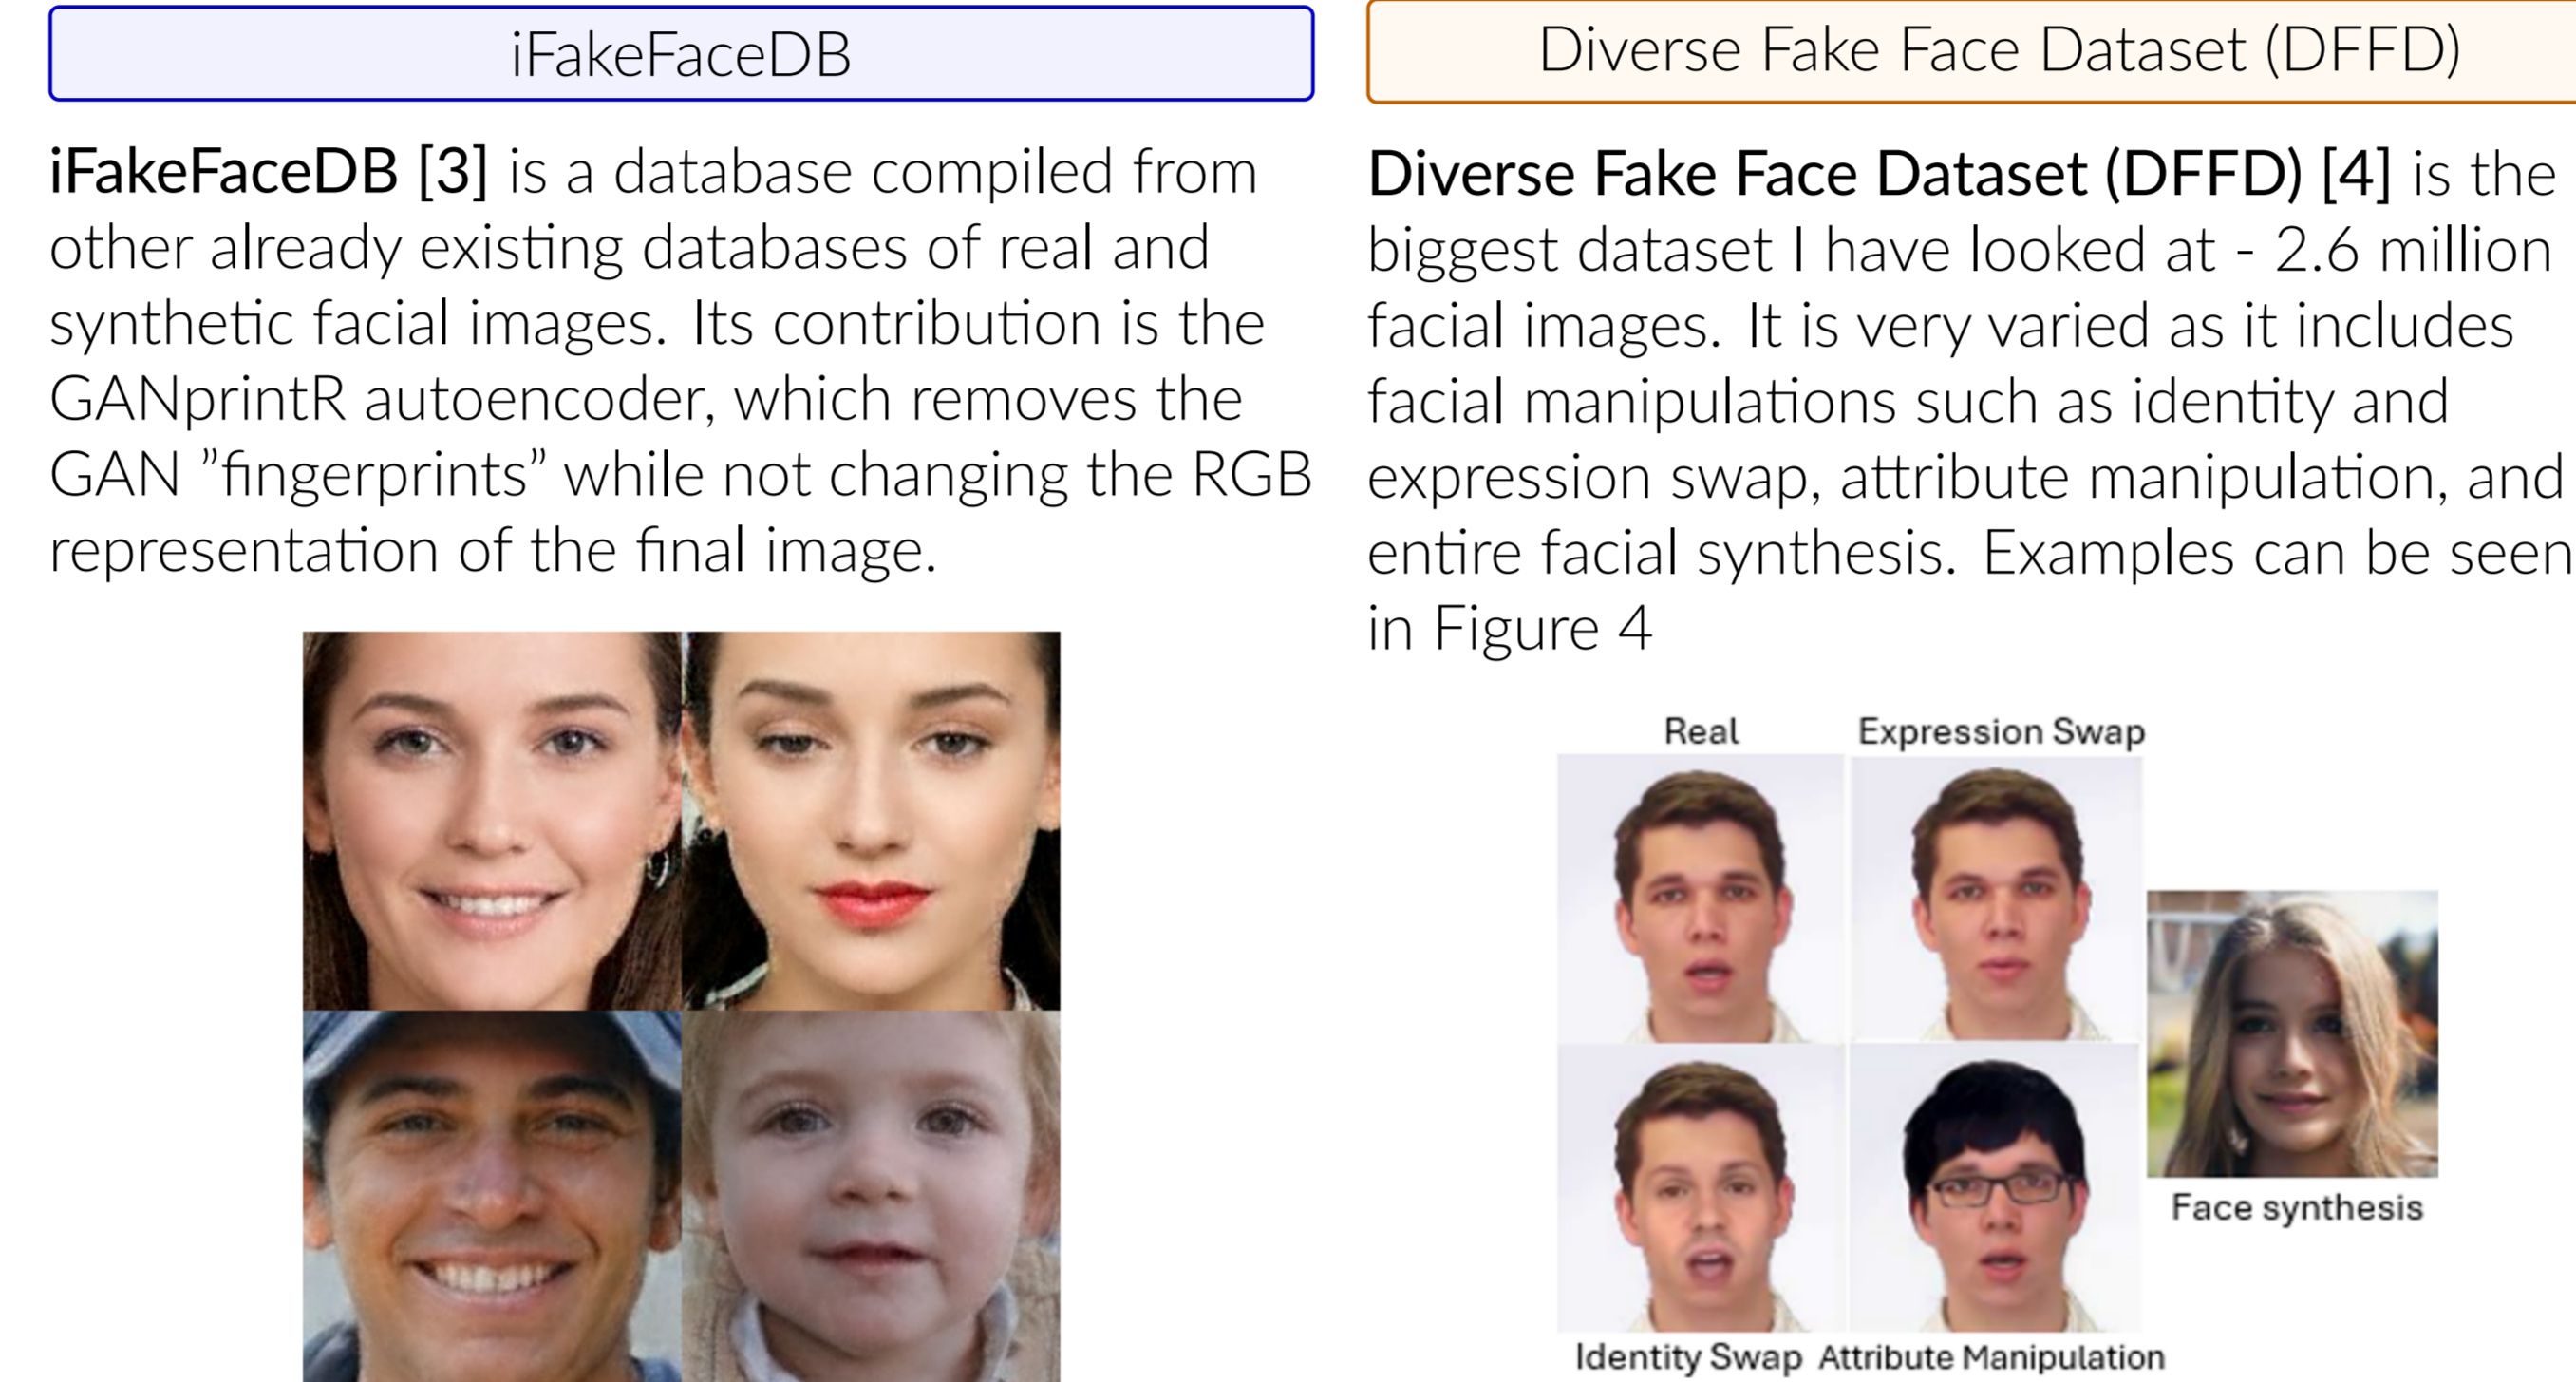 iFakeFaceDB
iFakeFaceDB [3] is a database compiled from
other already existing databases of real and
synthetic facial images. Its contribution is the
GANprintR autoencoder, which removes the
GAN ”fingerprints” while not changing the RGB
representation of the final image.
Diverse Fake Face Dataset (DFFD)
Diverse Fake Face Dataset (DFFD) [4] is the
biggest dataset I have looked at - 2.6 million
facial images. It is very varied as it includes
facial manipulations such as identity and
expression swap, attribute manipulation, and
entire facial synthesis. Examples can be seen
in Figure 4
Real
Expression Swap
Face synthesis
Identity Swap
Attribute Manipulation